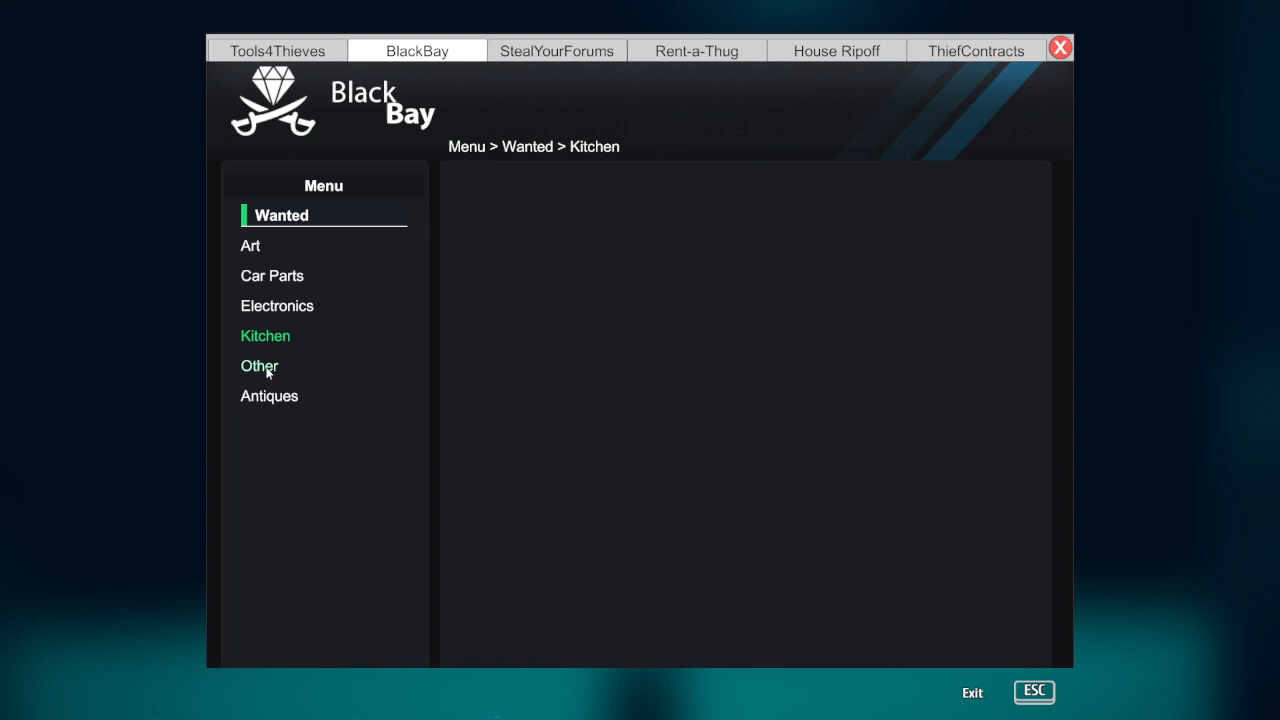 Tools4Thieves BlackBay StealYourForums Rent-a-Thug House Ripoff ThiefContracts X
Black
Bay
Menu > Wanted > Kitchen
Menu
Wanted
Art
Car Parts
Electronics
Kitchen
Other
Antiques
Exit ESC